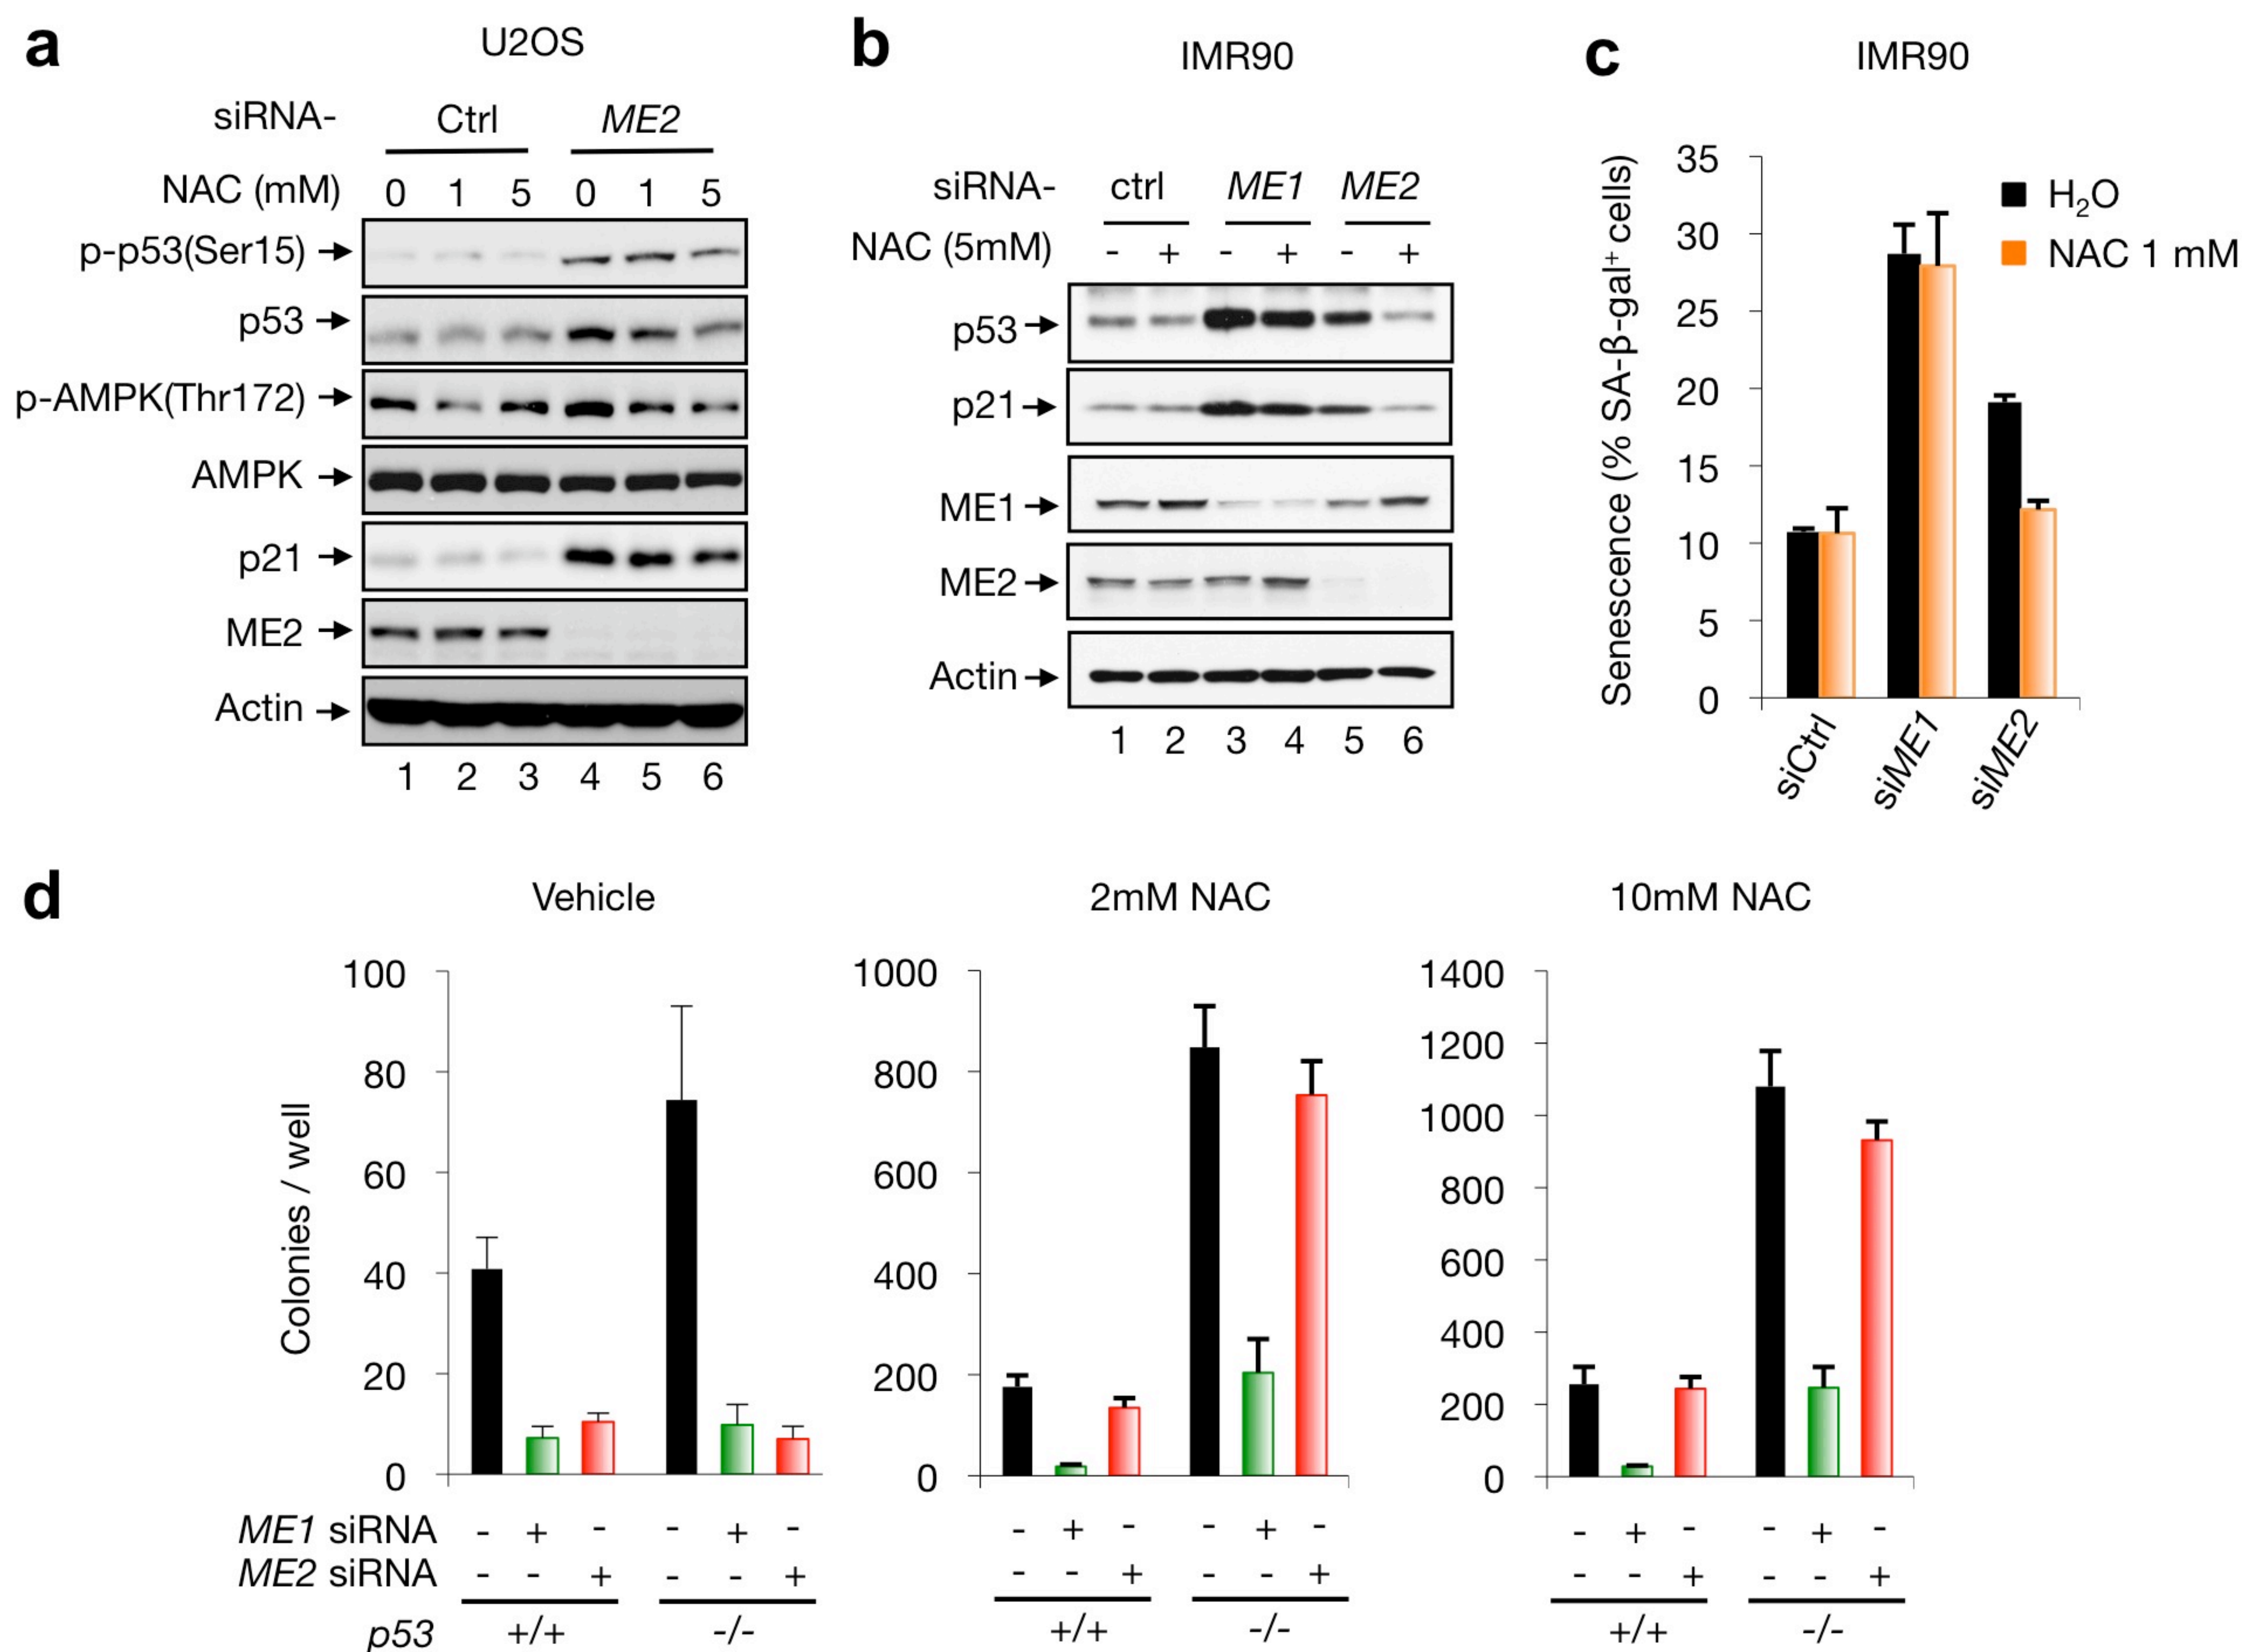 a
U2OS
siRNA- Ctrl ME2
NAC (mM) 0 1 5 0 1 5
p-p53(Ser15)
p53
p-AMPK(Thr172)
AMPK
p21
ME2
Actin
1 2 3 4 5 6
b
IMR90
siRNA- ctrl ME1 ME2
NAC (5mM) - + - + - +
p53
p21
ME1
ME2
Actin
1 2 3 4 5 6
c
IMR90
Senescence (% SA-β-gal⁺ cells)
35
30
25
20
15
10
5
0
H₂O
NAC 1 mM
siCtrl siME1 siME2
d
Vehicle
Colonies / well
100
80
60
40
20
0
2mM NAC
1000
800
600
400
200
0
10mM NAC
1400
1200
1000
800
600
400
200
0
ME1 siRNA - + - - + - - + - - + - - + - - + -
ME2 siRNA - - + - - + - - + - - + - - + - - +
p53 +/+ -/- +/+ -/- +/+ -/-